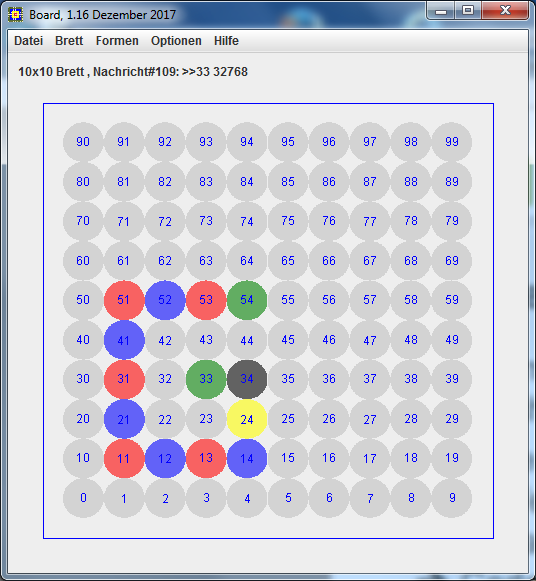 Board, 1.16 Dezember 2017
Datei Brett Formen Optionen Hilfe
10x10 Brett , Nachricht#109: >>33 32768
90 91 92 93 94 95 96 97 98 99
80 81 82 83 84 85 86 87 88 89
70 71 72 73 74 75 76 77 78 79
60 61 62 63 64 65 66 67 68 69
50 51 52 53 54 55 56 57 58 59
40 41 42 43 44 45 46 47 48 49
30 31 32 33 34 35 36 37 38 39
20 21 22 23 24 25 26 27 28 29
10 11 12 13 14 15 16 17 18 19
0 1 2 3 4 5 6 7 8 9